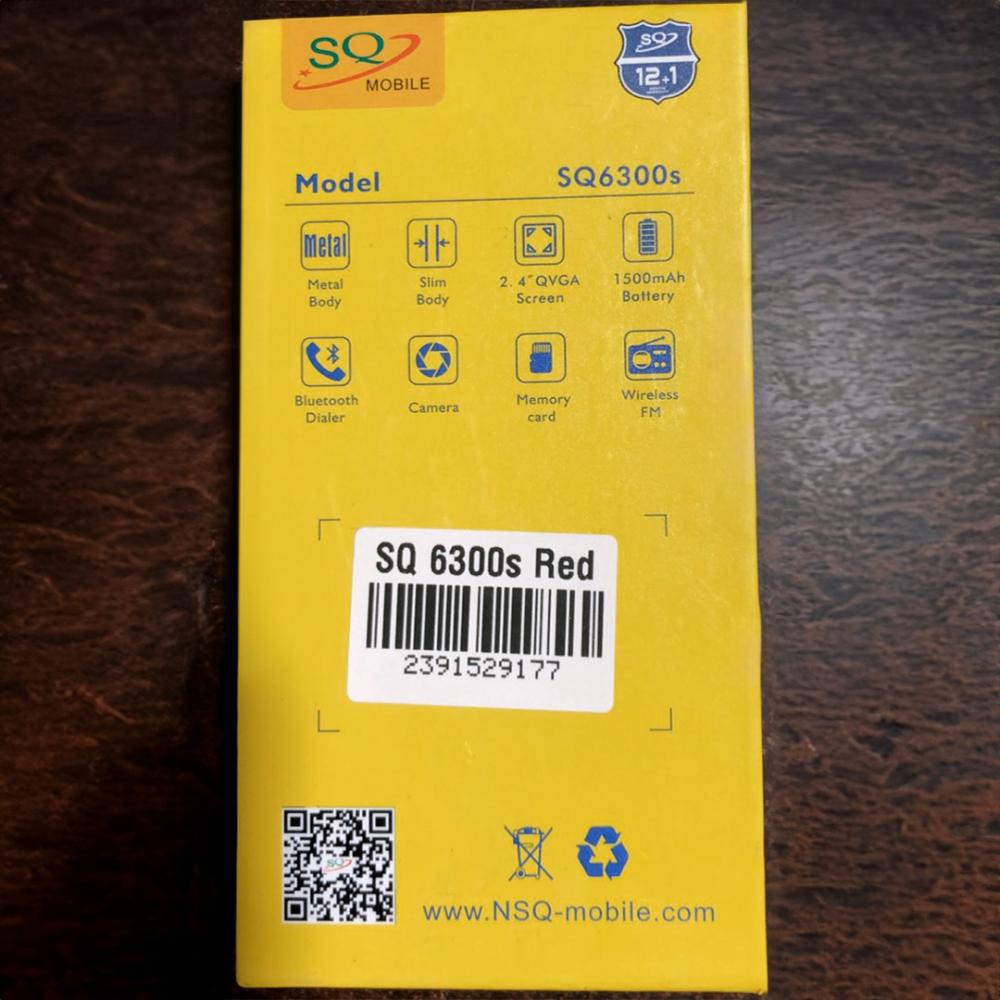 SQ
MOBILE
SQ
12+1
Model SQ6300s
Metal
Metal Body
Slim Body
2.4"QVGA Screen
1500mAh Battery
Bluetooth Dialer
Camera
Memory card
Wireless FM
SQ 6300s Red
2391529177
SQ
www.NSQ-mobile.com